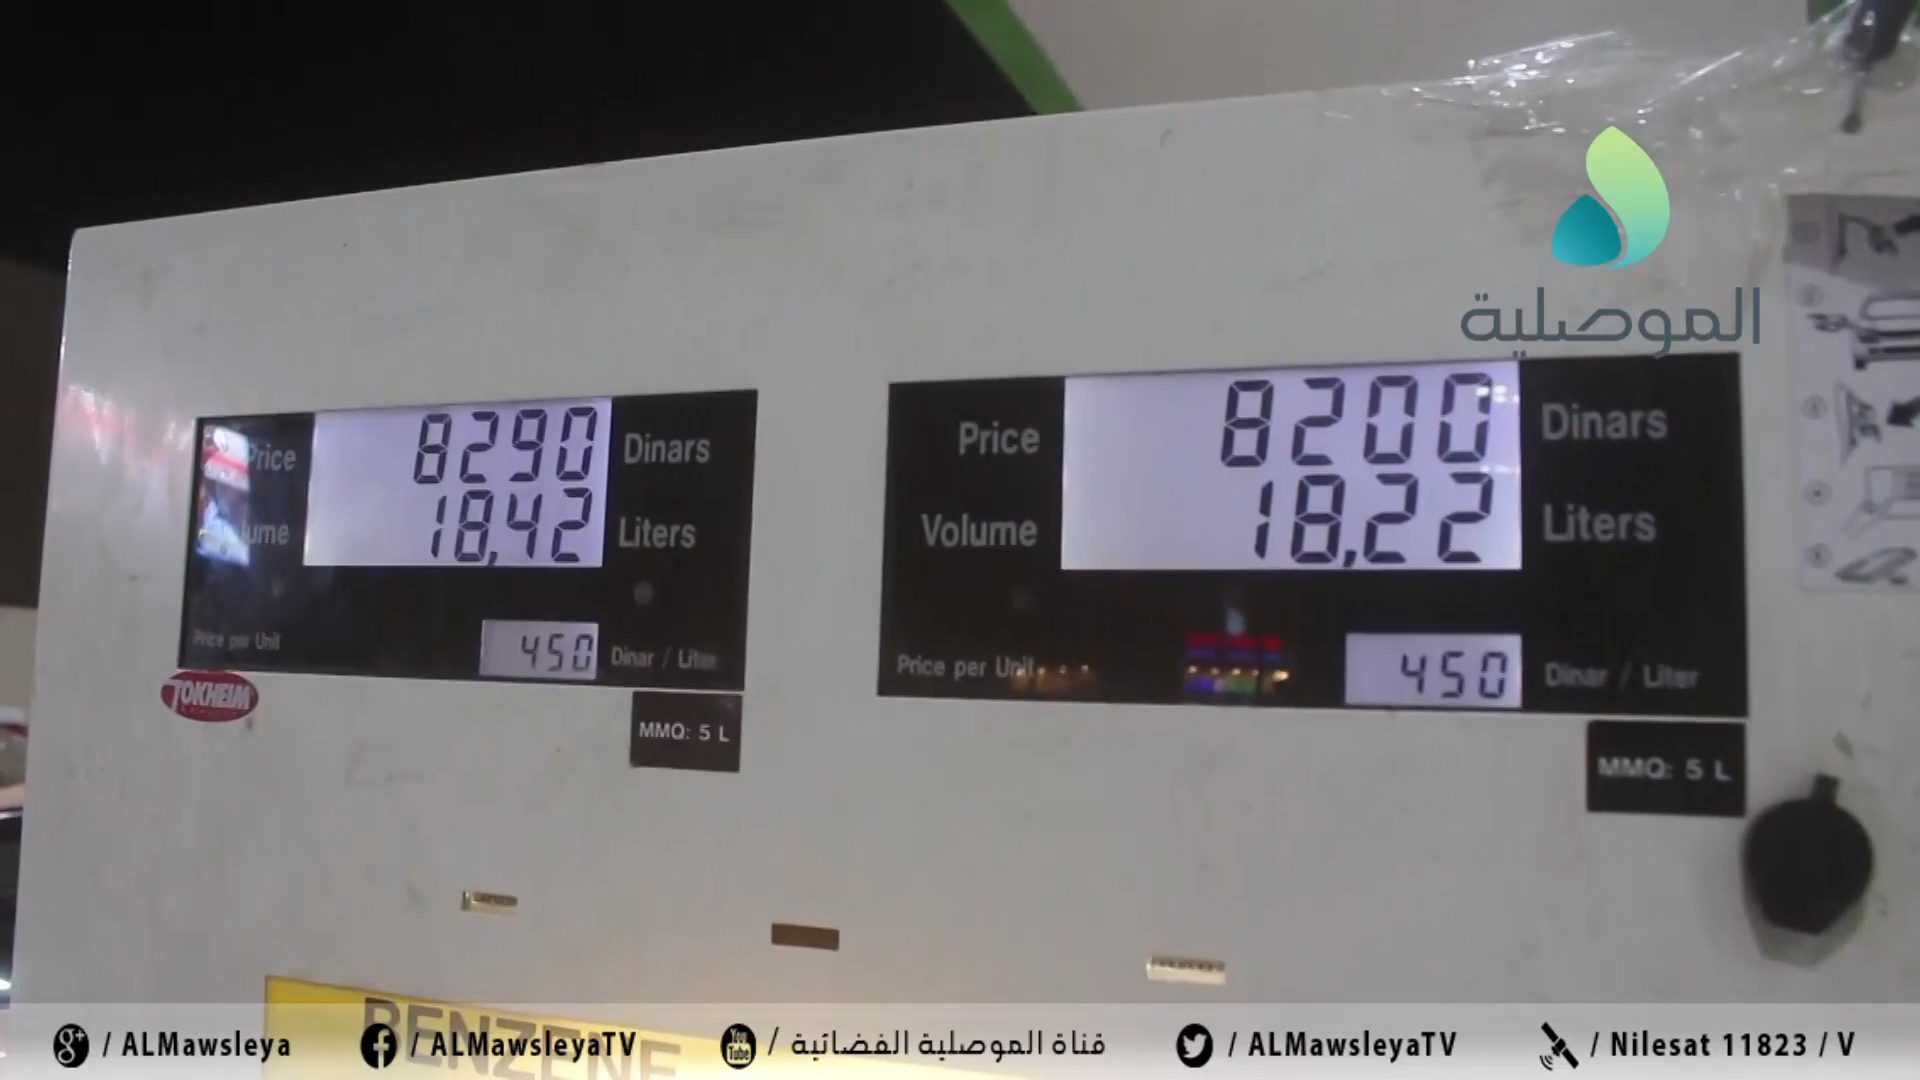 الموصلية
Price 8290 Dinars
18,42 Liters
Price per Unit 450 Dinar / Liter
TOKHEIM
MMQ: 5 L
Price 8200 Dinars
Volume 18,22 Liters
Price per Unit 450 Dinar / Liter
MMQ: 5 L
BENZENE
/ ALMawsleya
/ ALMawsleyaTV
You Tube / قناة الموصلية الفضائية
/ ALMawsleyaTV
/ Nilesat 11823 / V